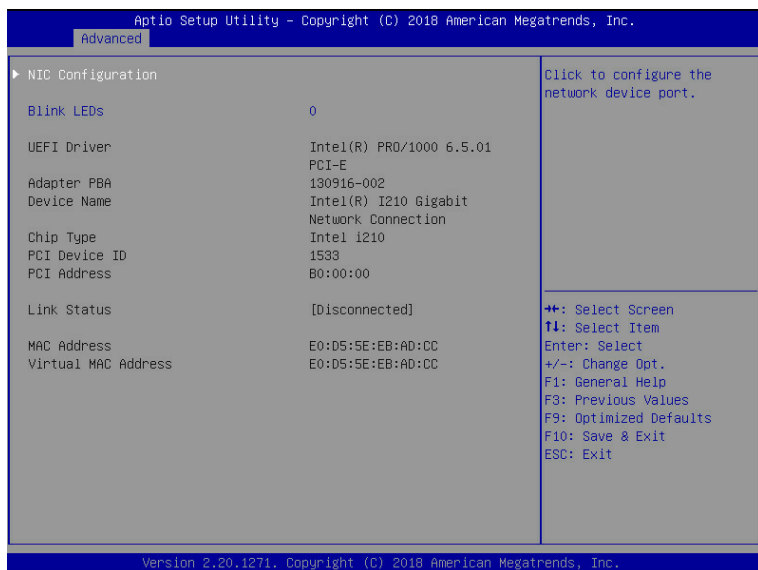 Aptio Setup Utility – Copyright (C) 2018 American Megatrends, Inc.
Advanced
NIC Configuration
Blink LEDs 0
UEFI Driver Intel(R) PRO/1000 6.5.01
PCI-E
Adapter PBA 130916-002
Device Name Intel(R) I210 Gigabit
Network Connection
Chip Type Intel i210
PCI Device ID 1533
PCI Address B0:00:00
Link Status [Disconnected]
MAC Address E0:D5:5E:EB:AD:CC
Virtual MAC Address E0:D5:5E:EB:AD:CC
Click to configure the
network device port.
→←: Select Screen
↑↓: Select Item
Enter: Select
+/-: Change Opt.
F1: General Help
F3: Previous Values
F9: Optimized Defaults
F10: Save & Exit
ESC: Exit
Version 2.20.1271. Copyright (C) 2018 American Megatrends, Inc.